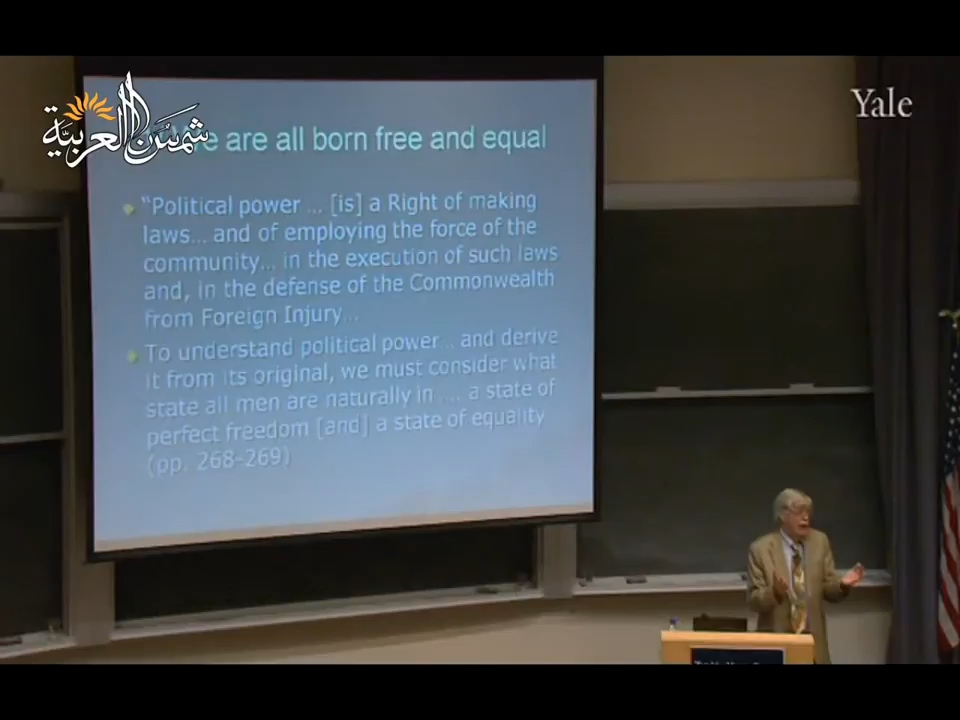 شمس العربية
Yale
We are all born free and equal
“Political power ... [is] a Right of making
laws... and of employing the force of the
community... in the execution of such laws
and, in the defense of the Commonwealth
from Foreign Injury...
To understand political power... and derive
it from its original, we must consider what
state all men are naturally in .... a state of
perfect freedom [and] a state of equality
(pp. 268-269)